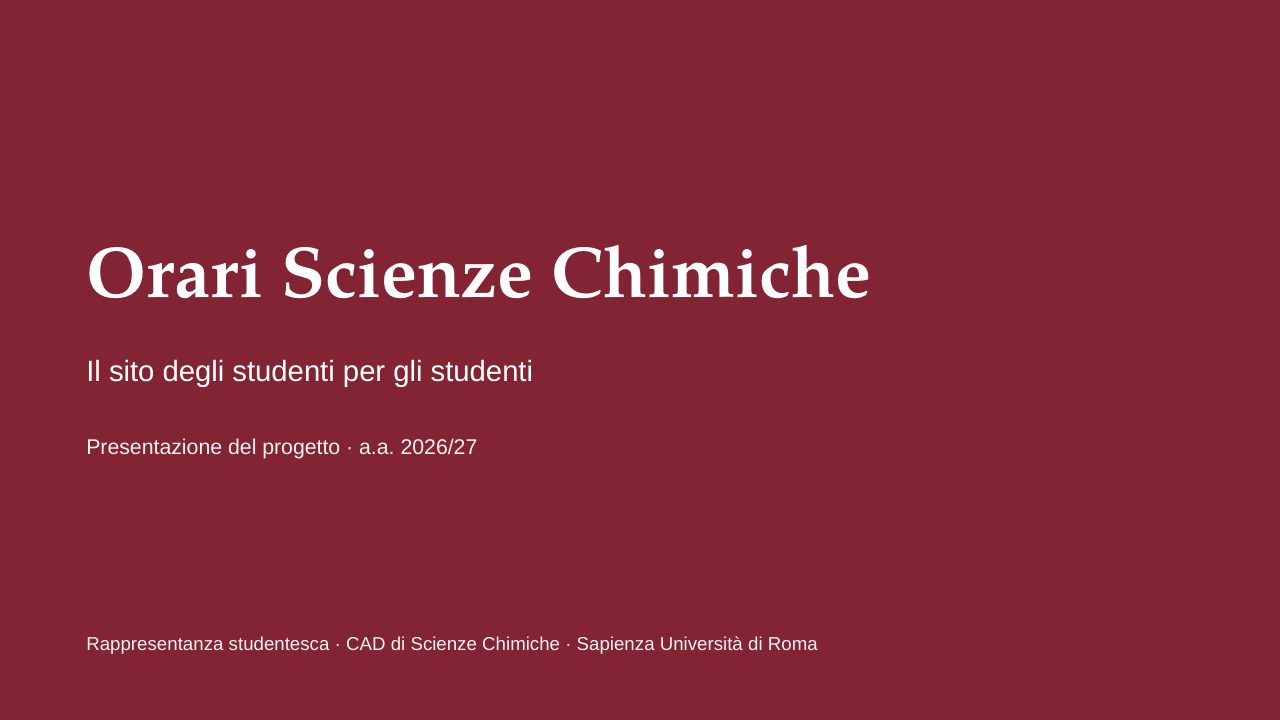 Orari Scienze Chimiche
Il sito degli studenti per gli studenti
Presentazione del progetto · a.a. 2026/27
Rappresentanza studentesca · CAD di Scienze Chimiche · Sapienza Università di Roma